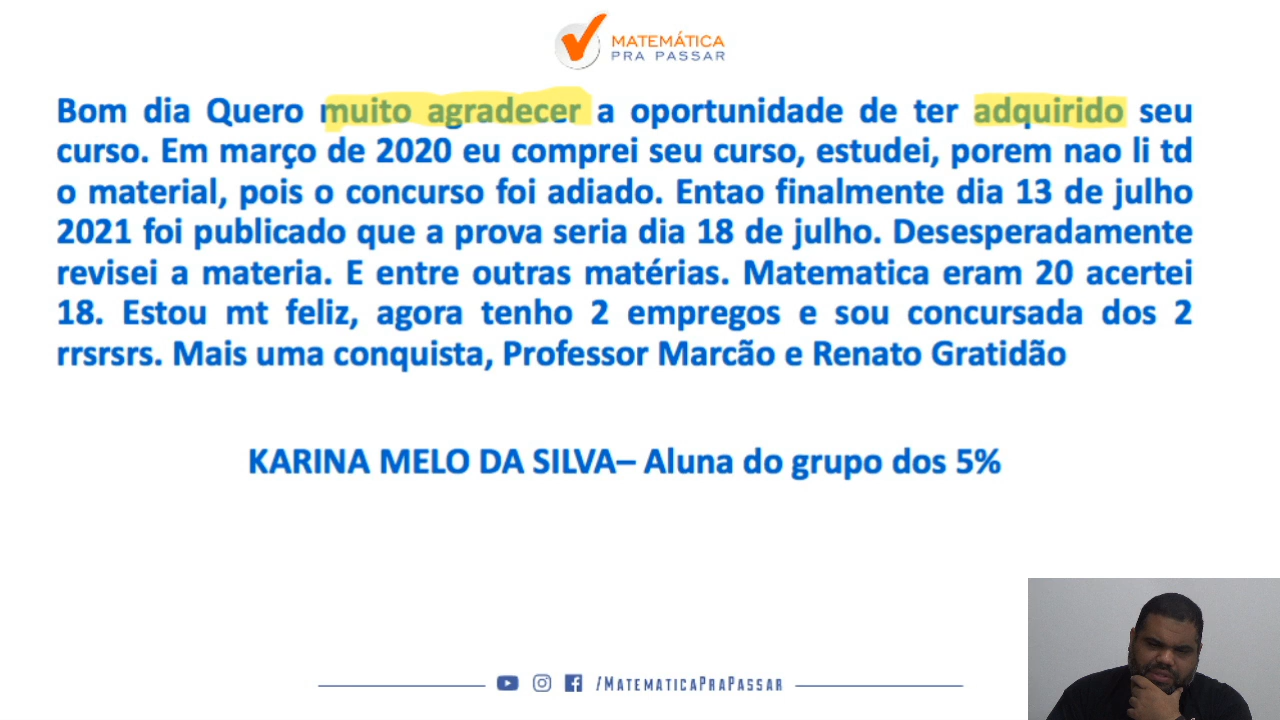 MATEMÁTICA
PRA PASSAR
Bom dia Quero muito agradecer a oportunidade de ter adquirido seu
curso. Em março de 2020 eu comprei seu curso, estudei, porem nao li td
o material, pois o concurso foi adiado. Entao finalmente dia 13 de julho
2021 foi publicado que a prova seria dia 18 de julho. Desesperadamente
revisei a materia. E entre outras matérias. Matematica eram 20 acertei
18. Estou mt feliz, agora tenho 2 empregos e sou concursada dos 2
rrsrsrs. Mais uma conquista, Professor Marcão e Renato Gratidão
KARINA MELO DA SILVA– Aluna do grupo dos 5%
/MATEMATICAPRAPASSAR